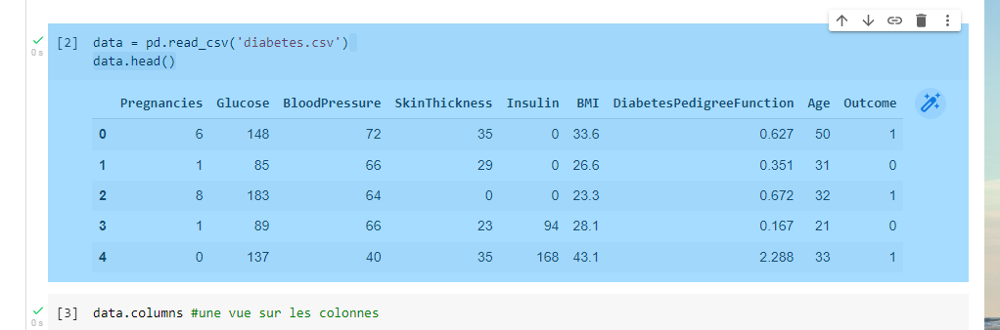 [2] data = pd.read_csv('diabetes.csv')
0 s
data.head()
Pregnancies Glucose BloodPressure SkinThickness Insulin BMI DiabetesPedigreeFunction Age Outcome
0 6 148 72 35 0 33.6 0.627 50 1
1 1 85 66 29 0 26.6 0.351 31 0
2 8 183 64 0 0 23.3 0.672 32 1
3 1 89 66 23 94 28.1 0.167 21 0
4 0 137 40 35 168 43.1 2.288 33 1
[3] data.columns #une vue sur les colonnes
0 s